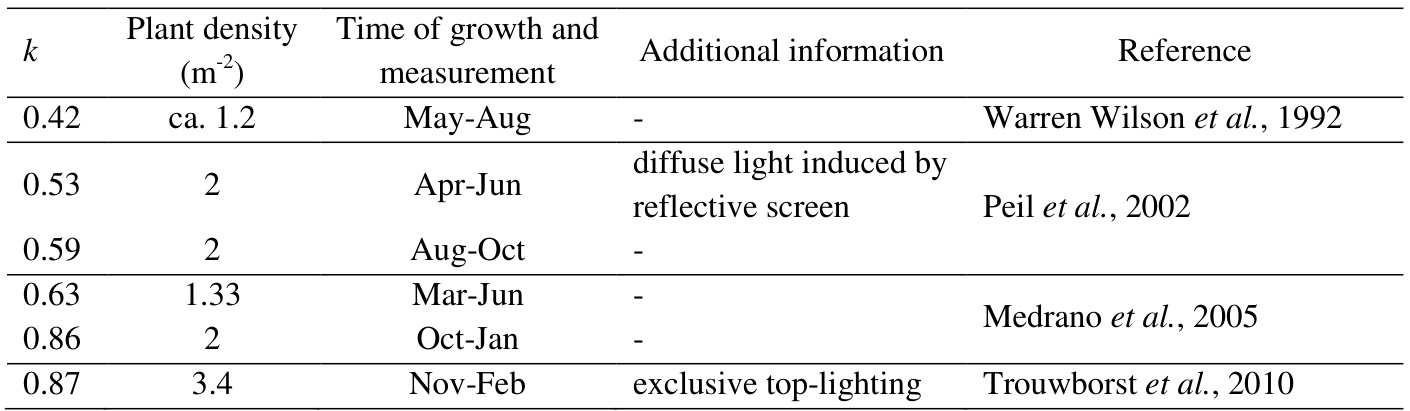 k Plant density (m-2) Time of growth and measurement Additional information Reference
0.42 ca. 1.2 May-Aug - Warren Wilson et al., 1992
0.53 2 Apr-Jun diffuse light induced by reflective screen Peil et al., 2002
0.59 2 Aug-Oct -
0.63 1.33 Mar-Jun - Medrano et al., 2005
0.86 2 Oct-Jan -
0.87 3.4 Nov-Feb exclusive top-lighting Trouwborst et al., 2010